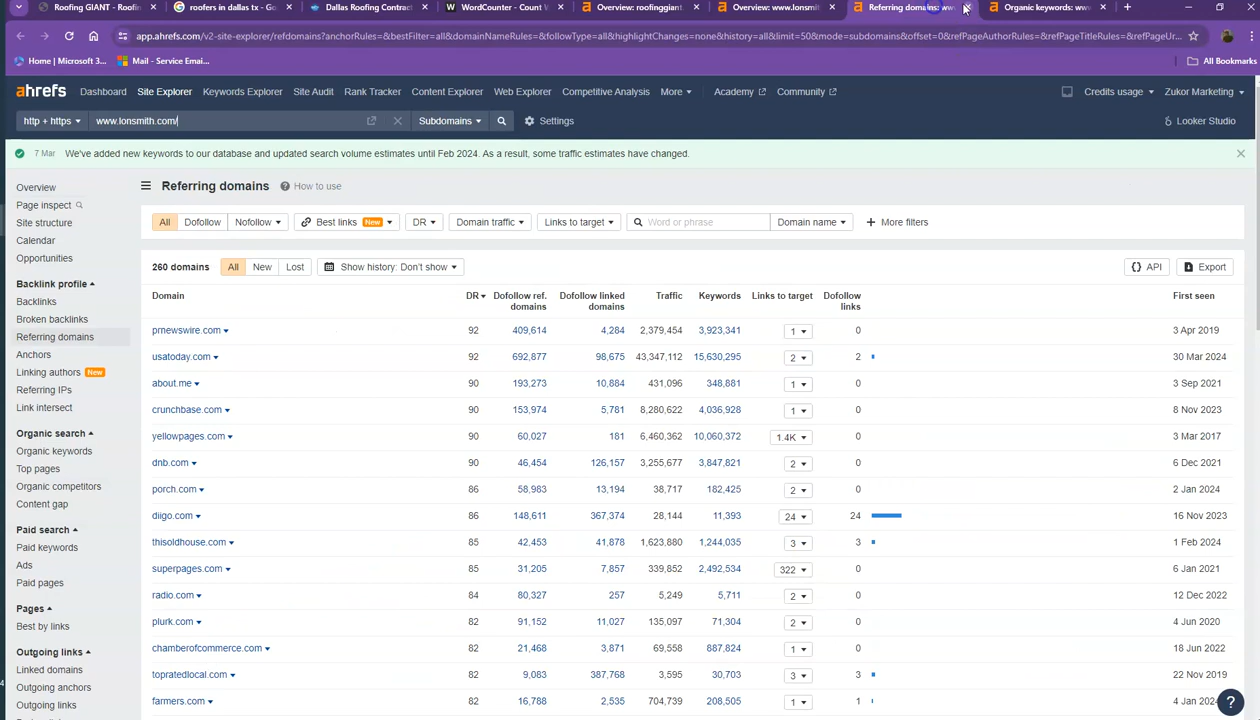 Roofing GIANT - Roofin
roofers in dallas tx - Go
Dallas Roofing Contract
WordCounter - Count W
Overview: roofinggiant.
Overview: www.lonsmit
Referring domains: ww
Organic keywords: ww
app.ahrefs.com/v2-site-explorer/refdomains?anchorRules=&bestFilter=all&domainNameRules=&followType=all&highlightChanges=none&history=all&limit=50&mode=subdomains&offset=0&refPageAuthorRules=&refPageTitleRules=&refPageUr...
Home | Microsoft 3...
Mail - Service Emai...
All Bookmarks
ahrefs Dashboard Site Explorer Keywords Explorer Site Audit Rank Tracker Content Explorer Web Explorer Competitive Analysis More Academy Community Credits usage Zukor Marketing
http + https www.lonsmith.com/ Subdomains Settings Looker Studio
7 Mar We've added new keywords to our database and updated search volume estimates until Feb 2024. As a result, some traffic estimates have changed.
Overview
Page inspect
Site structure
Calendar
Opportunities
Backlink profile
Backlinks
Broken backlinks
Referring domains
Anchors
Linking authors New
Referring IPs
Link intersect
Organic search
Organic keywords
Top pages
Organic competitors
Content gap
Paid search
Paid keywords
Ads
Paid pages
Pages
Best by links
Outgoing links
Linked domains
Outgoing anchors
Outgoing links
Referring domains ? How to use
All Dofollow Nofollow Best links New DR Domain traffic Links to target Word or phrase Domain name + More filters
260 domains All New Lost Show history: Don't show {} API Export
Domain DR Dofollow ref. domains Dofollow linked domains Traffic Keywords Links to target Dofollow links First seen
prnewswire.com 92 409,614 4,284 2,379,454 3,923,341 1 0 3 Apr 2019
usatoday.com 92 692,877 98,675 43,347,112 15,630,295 2 2 30 Mar 2024
about.me 90 193,273 10,884 431,096 348,881 1 0 3 Sep 2021
crunchbase.com 90 153,974 5,781 8,280,622 4,036,928 1 0 8 Nov 2023
yellowpages.com 90 60,027 181 6,460,362 10,060,372 1.4K 0 3 Mar 2017
dnb.com 90 46,454 126,157 3,255,677 3,847,821 2 0 6 Dec 2021
porch.com 86 58,983 13,194 38,717 182,425 2 0 2 Jan 2024
diigo.com 86 148,611 367,374 28,144 11,393 24 24 16 Nov 2023
thisoldhouse.com 85 42,453 41,878 1,623,880 1,244,035 3 3 1 Feb 2024
superpages.com 85 31,205 7,857 339,852 2,492,534 322 0 6 Jan 2021
radio.com 84 80,327 257 5,249 5,711 2 0 12 Dec 2022
plurk.com 82 91,152 11,027 135,097 71,304 2 0 4 Jun 2020
chamberofcommerce.com 82 21,468 3,871 69,558 887,824 1 0 18 Jun 2022
topratedlocal.com 82 9,083 387,768 3,595 30,703 3 3 22 Nov 2019
farmers.com 82 16,788 2,535 704,739 208,505 1 1 4 Jan 2024
?